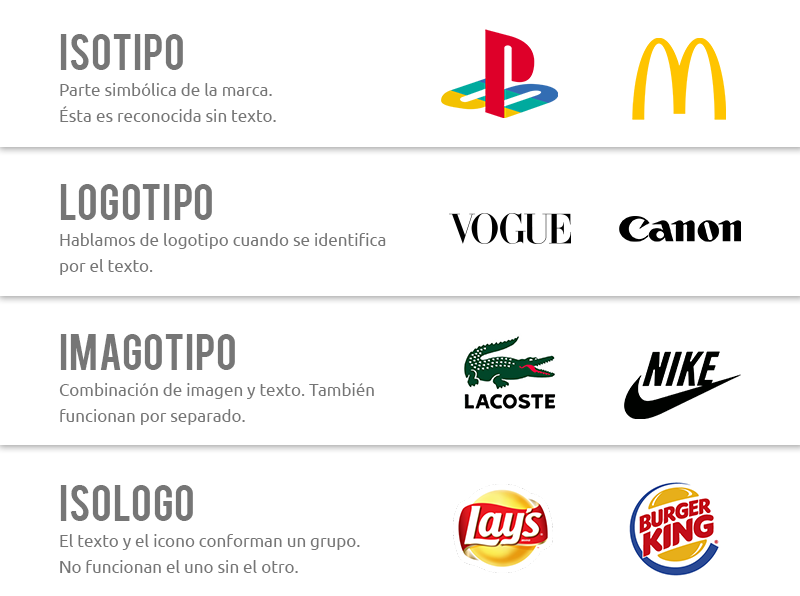 ISOTIPO
Parte simbólica de la marca.
Ésta es reconocida sin texto.
LOGOTIPO
Hablamos de logotipo cuando se identifica
por el texto.
VOGUE
Canon
IMAGOTIPO
Combinación de imagen y texto. También
funcionan por separado.
LACOSTE
NIKE
ISOLOGO
El texto y el icono conforman un grupo.
No funcionan el uno sin el otro.
Lay's
BURGER
KING
®